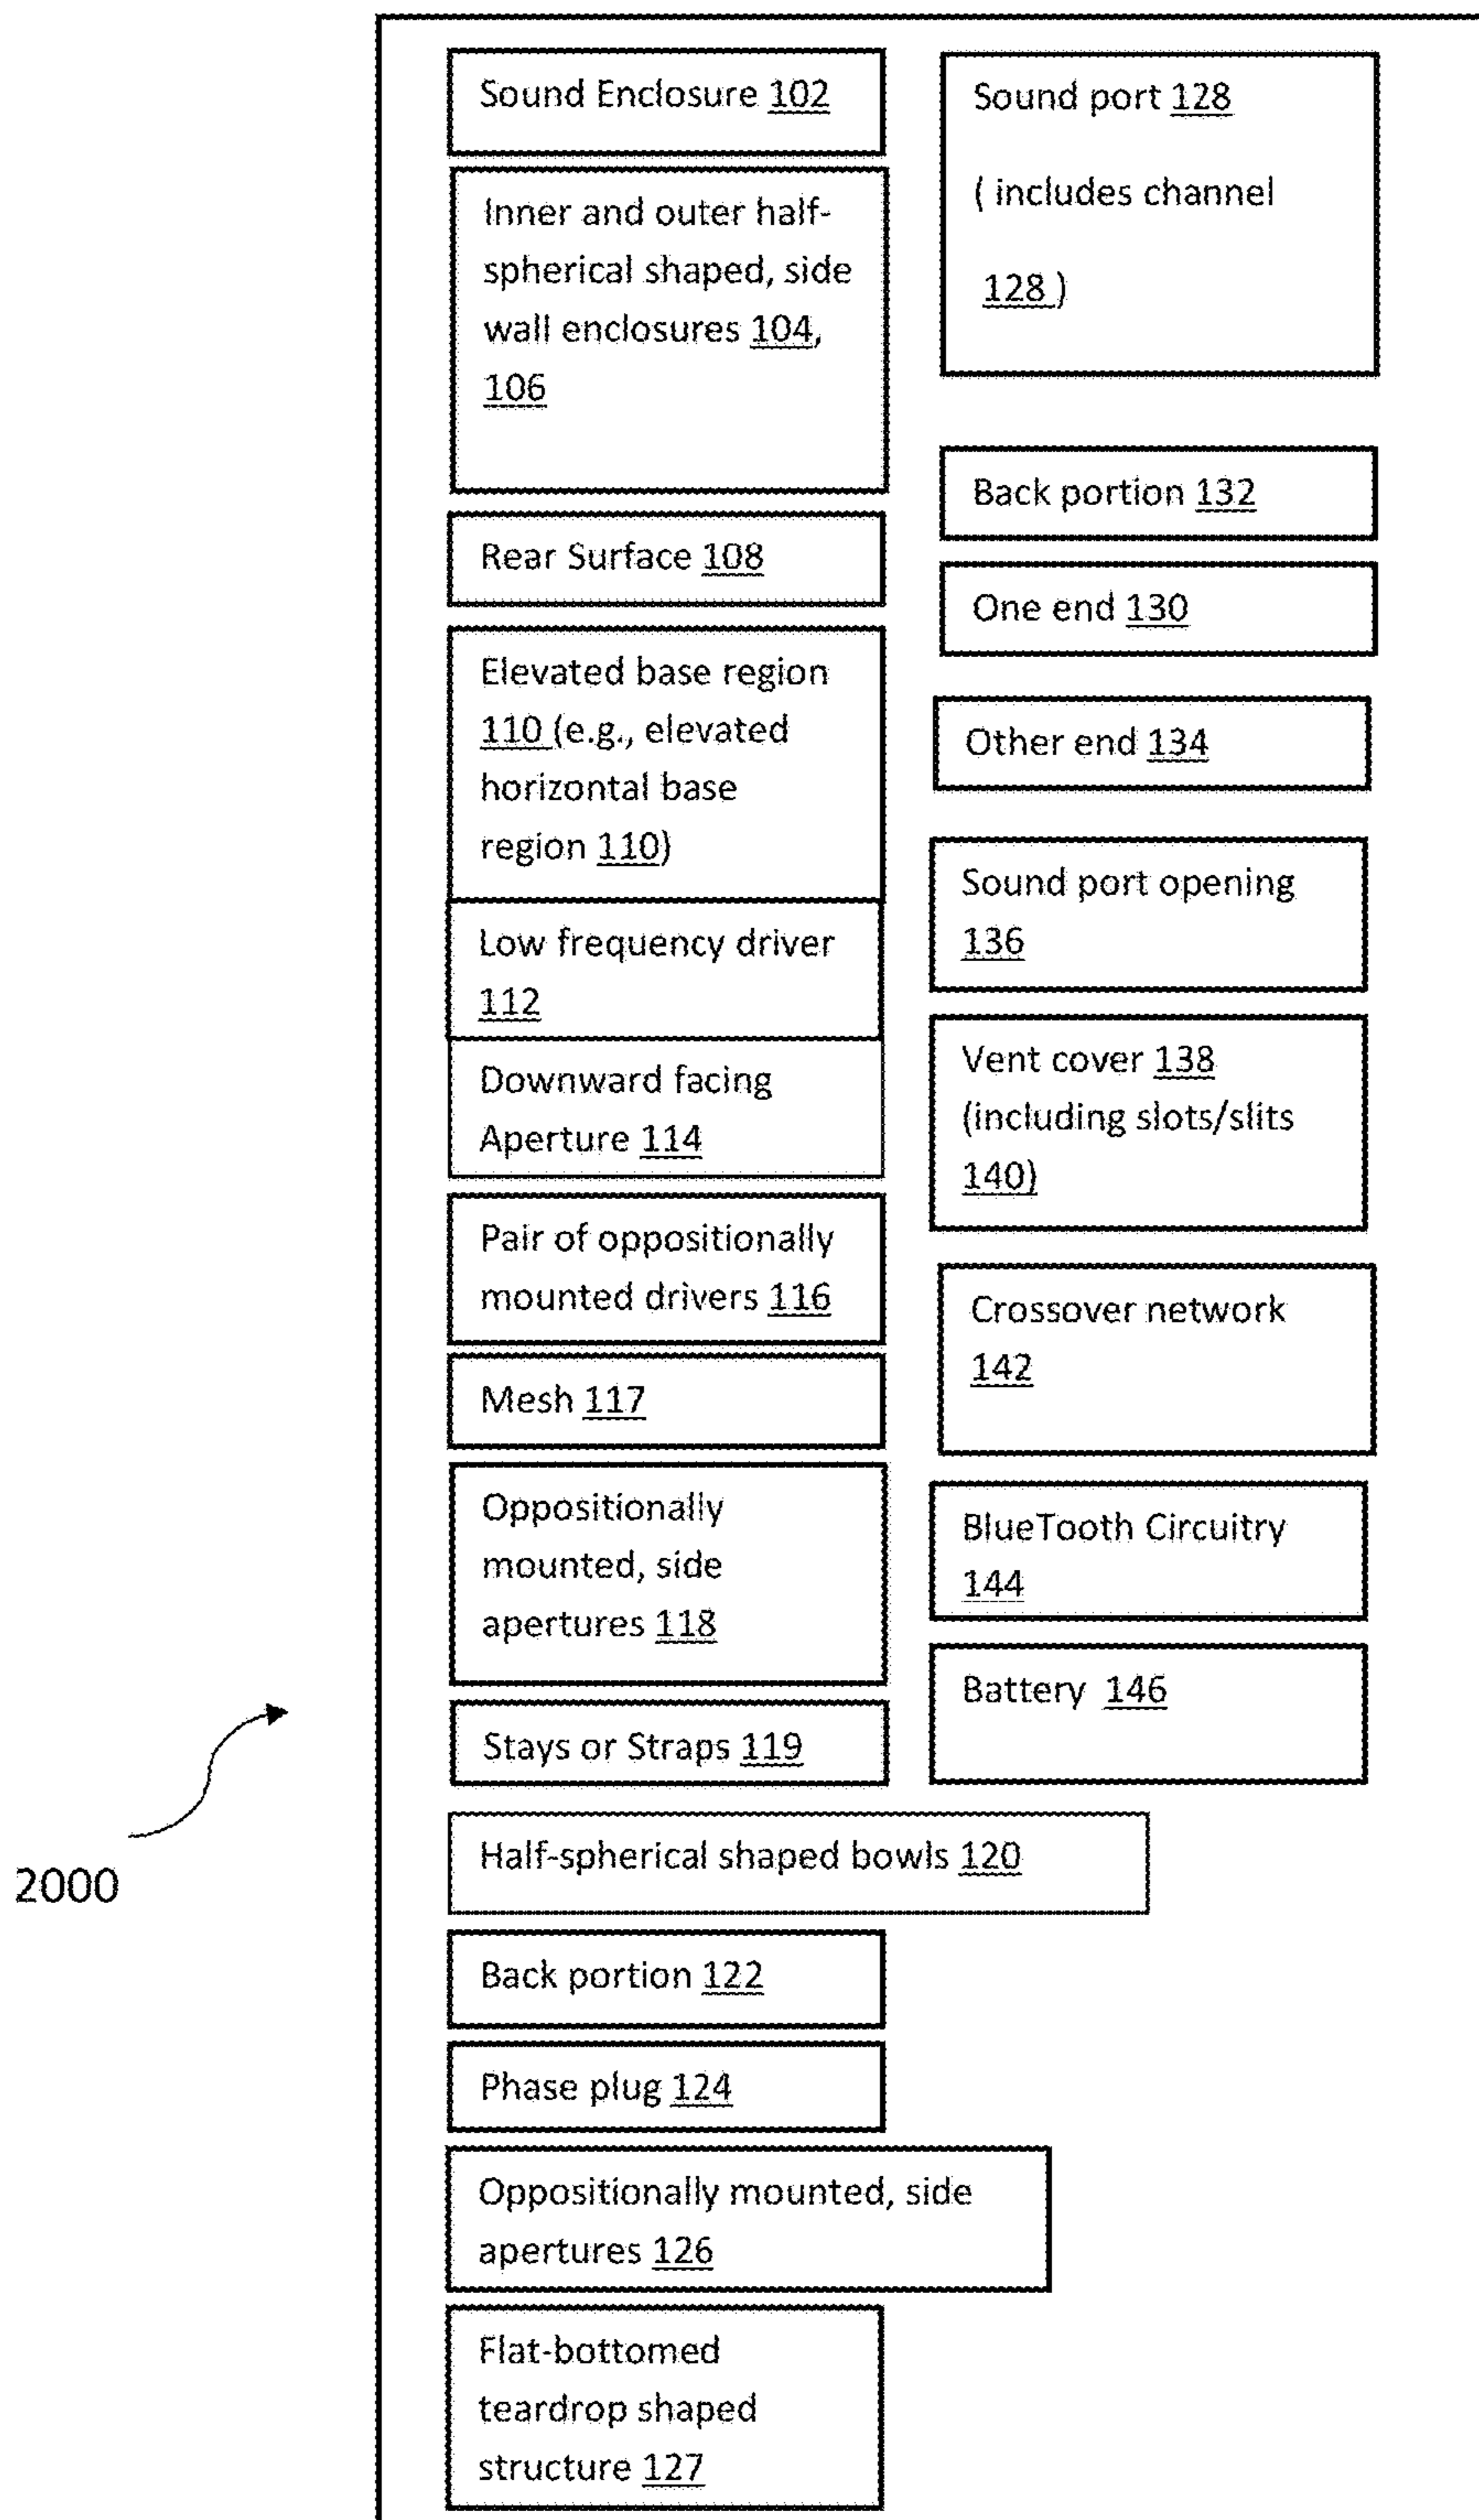 Sound Enclosure 102
Inner and outer half-
spherical shaped, side
wall enclosures 104,
106
Rear Surface 108
Elevated base region
110 (e.g., elevated
horizontal base
region 110)
Low frequency driver
112
Downward facing
Aperture 114
Pair of oppositionally
mounted drivers 116
Mesh 117
Oppositionally
mounted, side
apertures 118
Stays or Straps 119
Half-spherical shaped bowls 120
Back portion 122
Phase plug 124
Oppositionally mounted, side
apertures 126
Flat-bottomed
teardrop shaped
structure 127
Sound port 128
( includes channel
128 )
Back portion 132
One end 130
Other end 134
Sound port opening
136
Vent cover 138
(including slots/slits
140)
Crossover network
142
BlueTooth Circuitry
144
Battery 146
2000